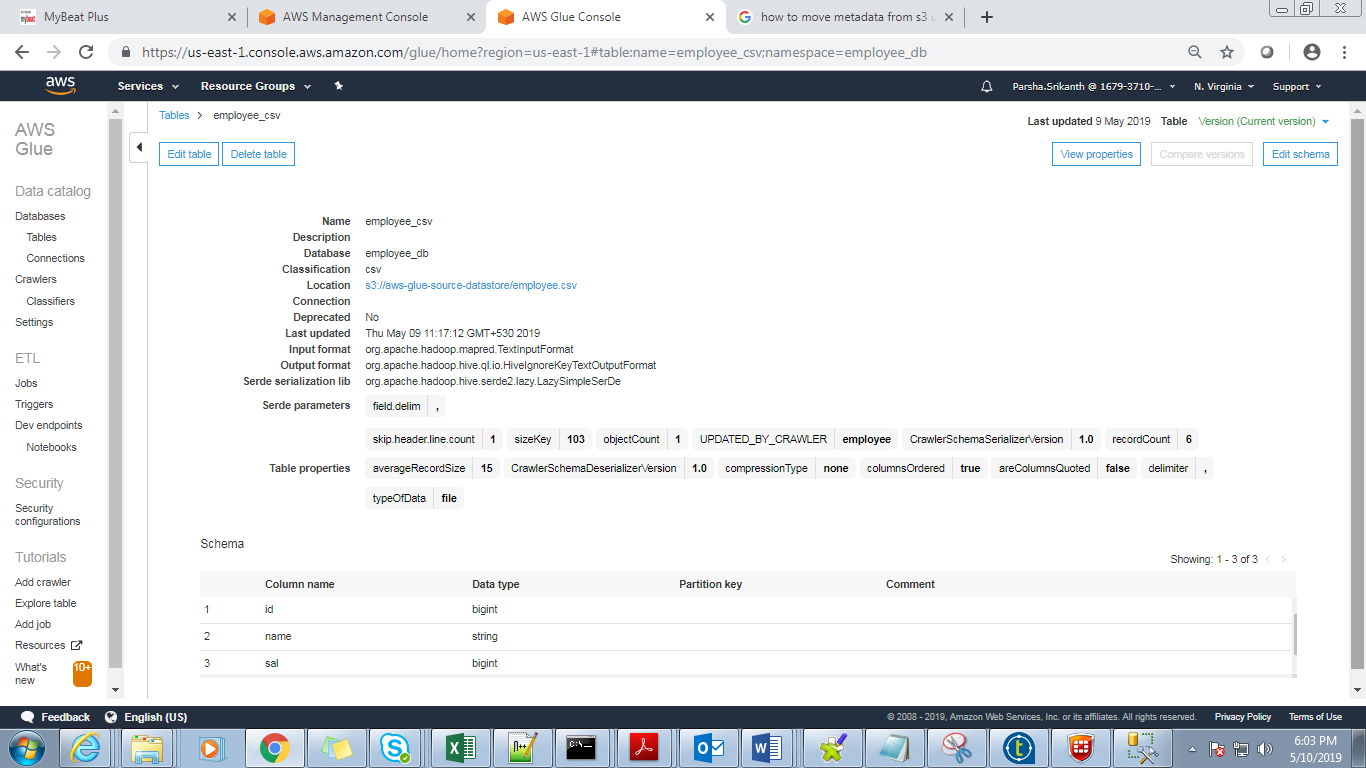 MyBeat Plus
AWS Management Console
AWS Glue Console
how to move metadata from s3
https://us-east-1.console.aws.amazon.com/glue/home?region=us-east-1#table:name=employee_csv;namespace=employee_db
aws Services Resource Groups Parsha.Srikanth @ 1679-3710-... N. Virginia Support
AWS Glue
Data catalog
Databases
Tables
Connections
Crawlers
Classifiers
Settings
ETL
Jobs
Triggers
Dev endpoints
Notebooks
Security
Security
configurations
Tutorials
Add crawler
Explore table
Add job
Resources
What's new 10+
Tables > employee_csv
Last updated 9 May 2019 Table Version (Current version)
Edit table Delete table View properties Compare versions Edit schema
Name employee_csv
Description
Database employee_db
Classification csv
Location s3://aws-glue-source-datastore/employee.csv
Connection
Deprecated No
Last updated Thu May 09 11:17:12 GMT+530 2019
Input format org.apache.hadoop.mapred.TextInputFormat
Output format org.apache.hadoop.hive.ql.io.HiveIgnoreKeyTextOutputFormat
Serde serialization lib org.apache.hadoop.hive.serde2.lazy.LazySimpleSerDe
Serde parameters field.delim ,
skip.header.line.count 1 sizeKey 103 objectCount 1 UPDATED_BY_CRAWLER employee CrawlerSchemaSerializerVersion 1.0 recordCount 6
Table properties averageRecordSize 15 CrawlerSchemaDeserializerVersion 1.0 compressionType none columnsOrdered true areColumnsQuoted false delimiter ,
typeOfData file
Schema
Showing: 1 - 3 of 3 < >
Column name Data type Partition key Comment
1 id bigint
2 name string
3 sal bigint
Feedback English (US) © 2008 - 2019, Amazon Web Services, Inc. or its affiliates. All rights reserved. Privacy Policy Terms of Use
6:03 PM
5/10/2019